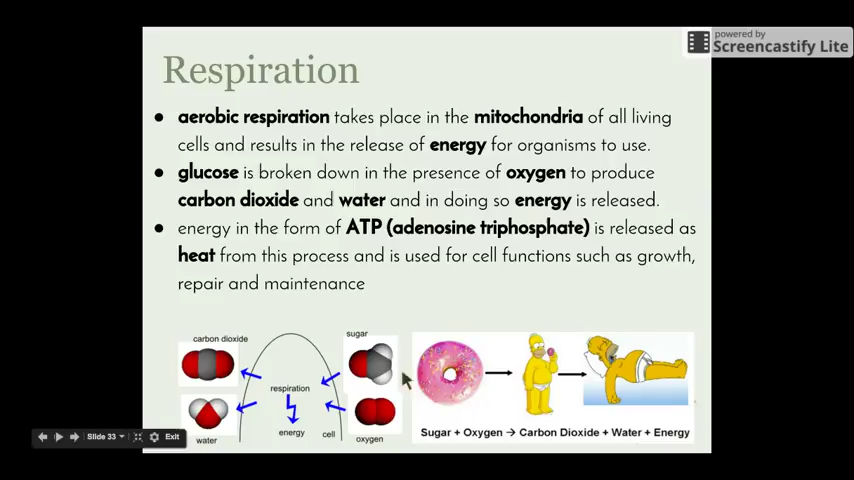 powered by
Screencastify Lite
Respiration
● aerobic respiration takes place in the mitochondria of all living
cells and results in the release of energy for organisms to use.
● glucose is broken down in the presence of oxygen to produce
carbon dioxide and water and in doing so energy is released.
● energy in the form of ATP (adenosine triphosphate) is released as
heat from this process and is used for cell functions such as growth,
repair and maintenance
carbon dioxide
sugar
respiration
water
energy
cell
oxygen
Sugar + Oxygen → Carbon Dioxide + Water + Energy
Slide 33
Exit